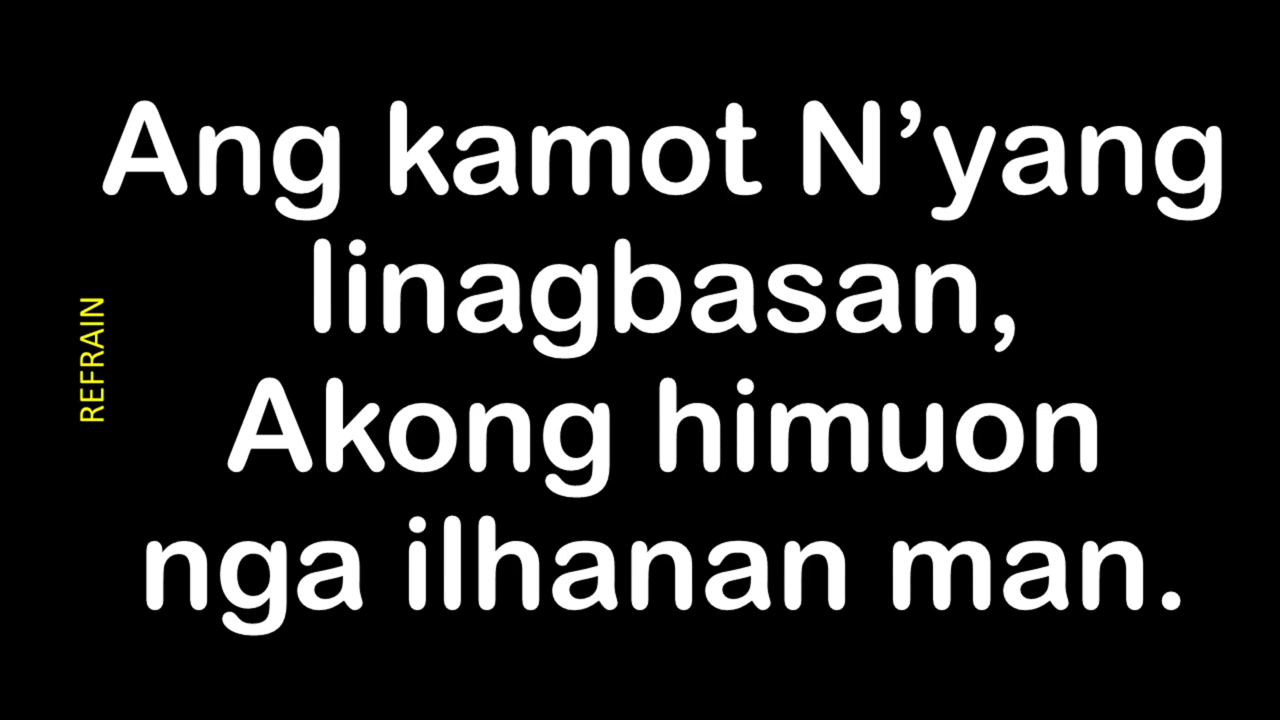 Ang kamot N’yang
linagbasan,
Akong himuon
nga ilhanan man.
REFRAIN